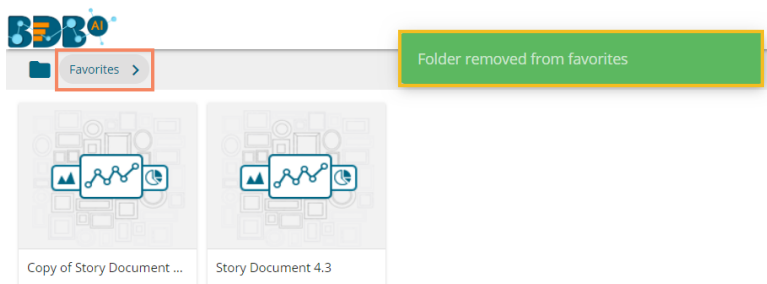 BDB AI
Folder removed from favorites
Favorites
Copy of Story Document ...
Story Document 4.3